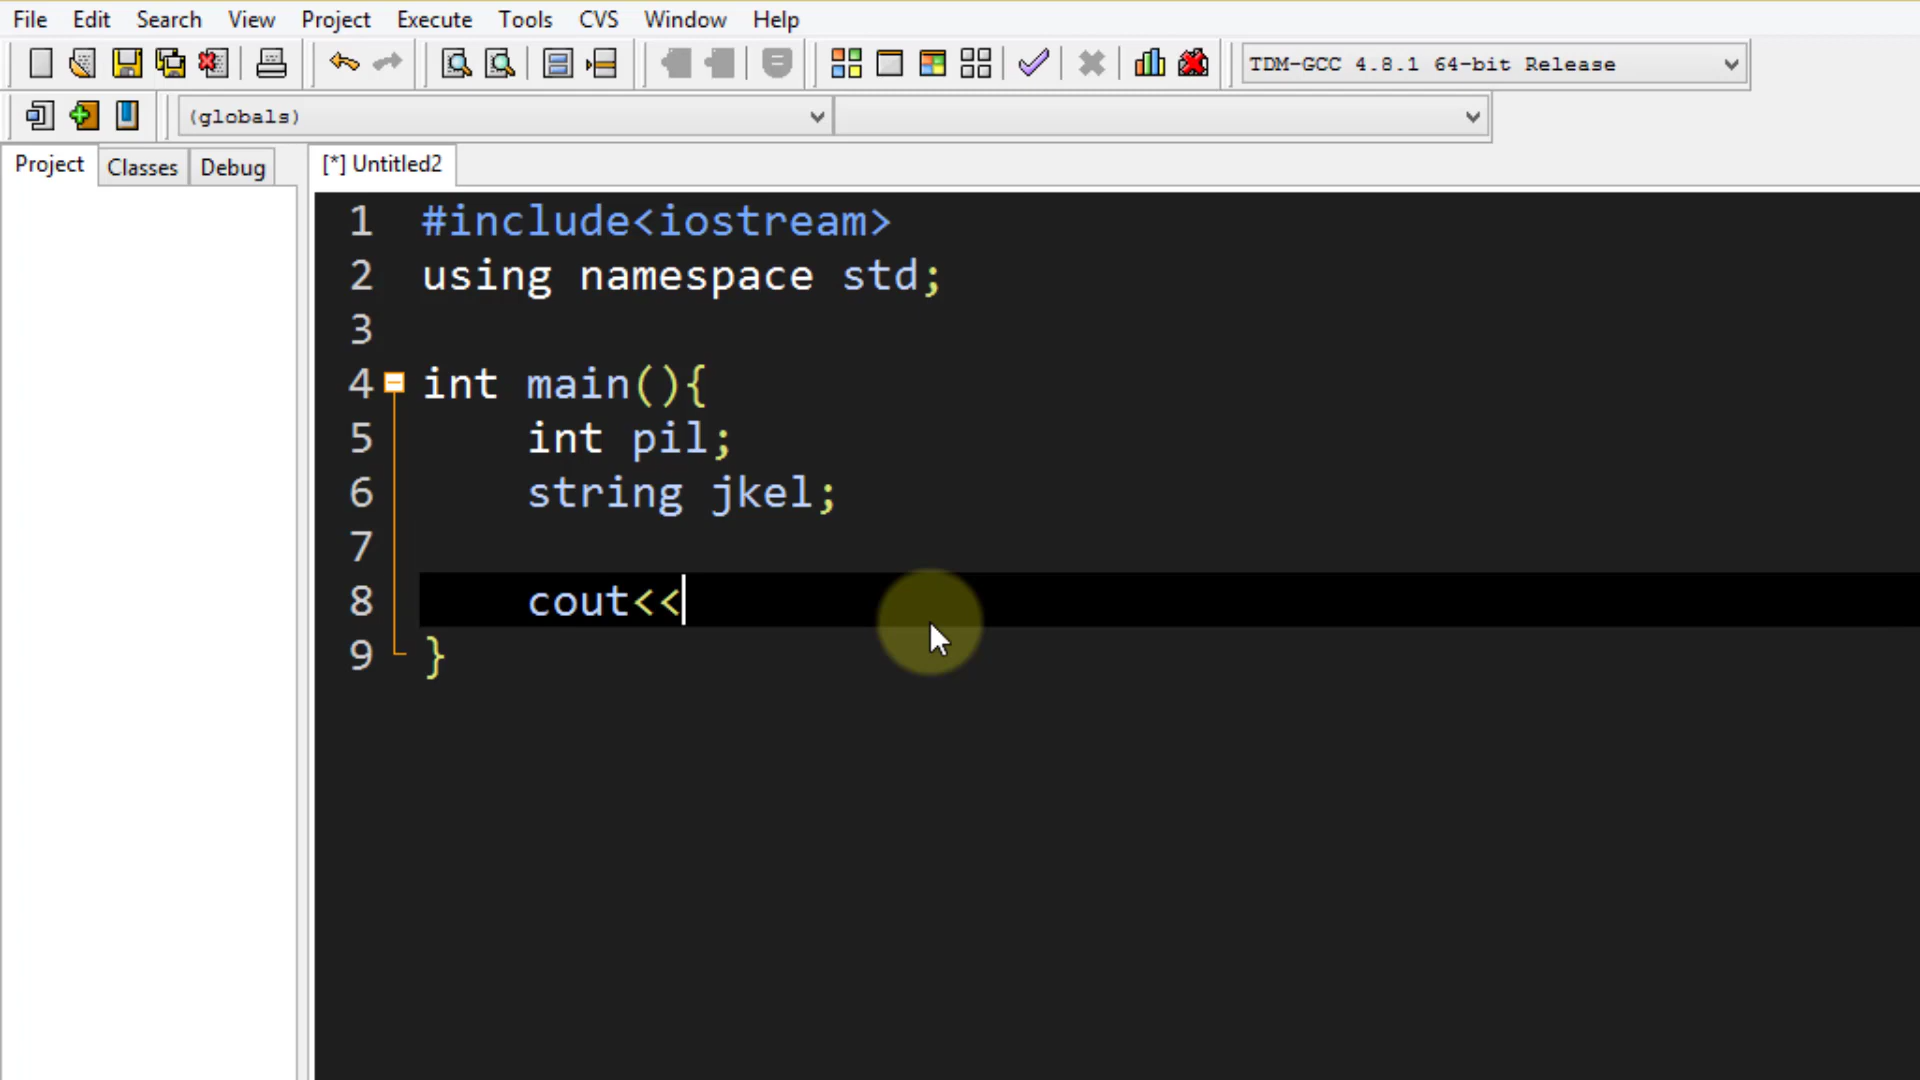 File Edit Search View Project Execute Tools CVS Window Help
TDM-GCC 4.8.1 64-bit Release
(globals)
Project Classes Debug [*] Untitled2
1 #include<iostream>
2 using namespace std;
3
4 int main(){
5 int pil;
6 string jkel;
7
8 cout<<
9 }